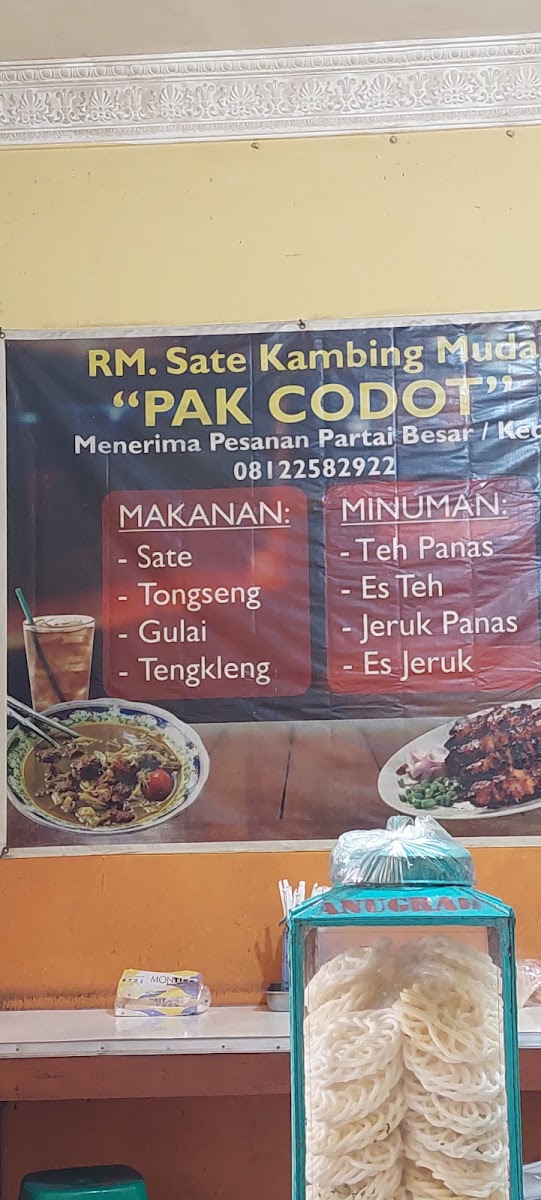 RM. Sate Kambing Muda
“PAK CODOT”
Menerima Pesanan Partai Besar / Kec
08122582922
MAKANAN:
- Sate
- Tongseng
- Gulai
- Tengkleng
MINUMAN:
- Teh Panas
- Es Teh
- Jeruk Panas
- Es Jeruk
ANUGRAH
MONTISS